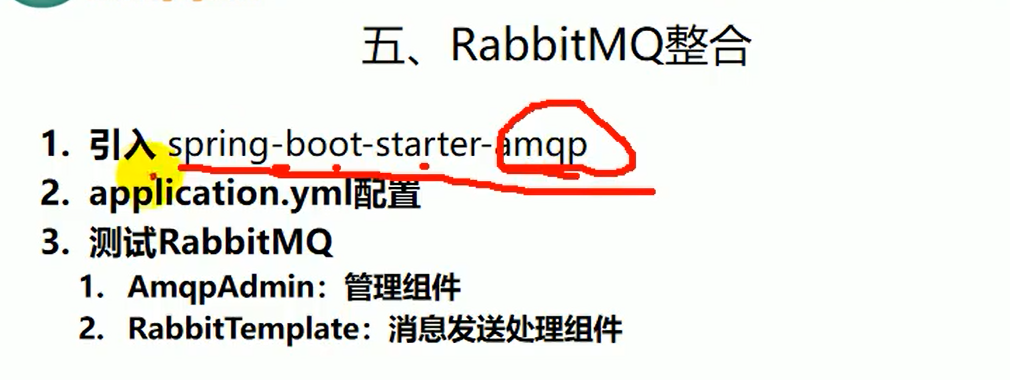 五、RabbitMQ整合
1. 引入 spring-boot-starter-amqp
2. application.yml配置
3. 测试RabbitMQ
1. AmqpAdmin：管理组件
2. RabbitTemplate：消息发送处理组件